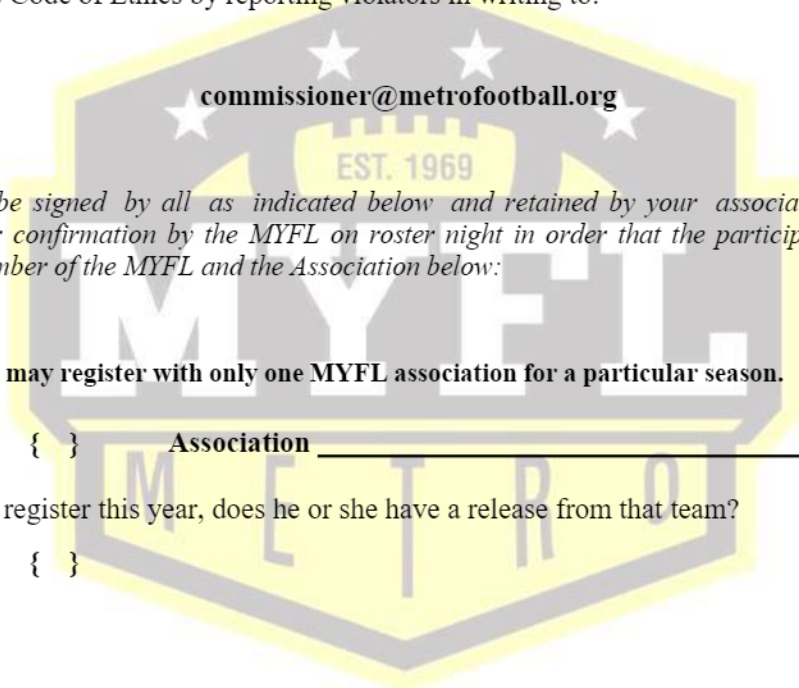 Code of Ethics by reporting violators in writing to:
commissioner@metrofootball.org
EST. 1969
be signed by all as indicated below and retained by your associa
confirmation by the MYFL on roster night in order that the particip
mber of the MYFL and the Association below:
MYFL
may register with only one MYFL association for a particular season.
{ } Association
METRO
register this year, does he or she have a release from that team?
{ }